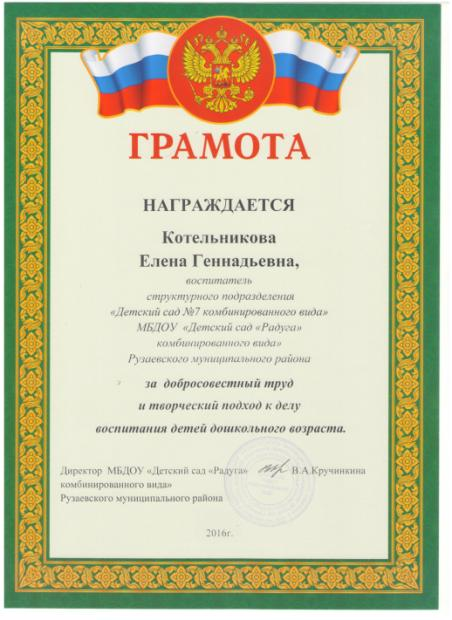 ГРАМОТА
НАГРАЖДАЕТСЯ
Котельникова
Елена Геннадьевна,
воспитатель
структурного подразделения
«Детский сад №7 комбинированного вида»
МБДОУ «Детский сад «Радуга»
комбинированного вида»
Рузаевского муниципального района
за добросовестный труд
и творческий подход к делу
воспитания детей дошкольного возраста.
Директор МБДОУ «Детский сад «Радуга» В.А.Кручинкина
комбинированного вида»
Рузаевского муниципального района
2016г.